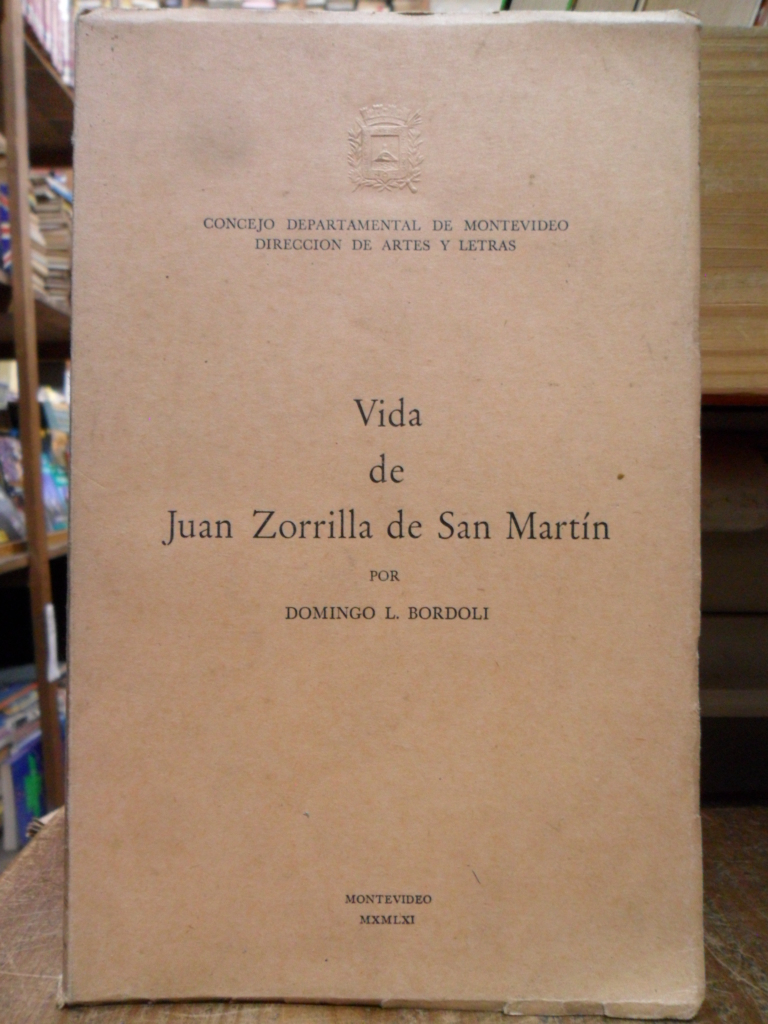 CONCEJO DEPARTAMENTAL DE MONTEVIDEO
DIRECCION DE ARTES Y LETRAS
Vida
de
Juan Zorrilla de San Martín
POR
DOMINGO L. BORDOLI
MONTEVIDEO
MXMLXI